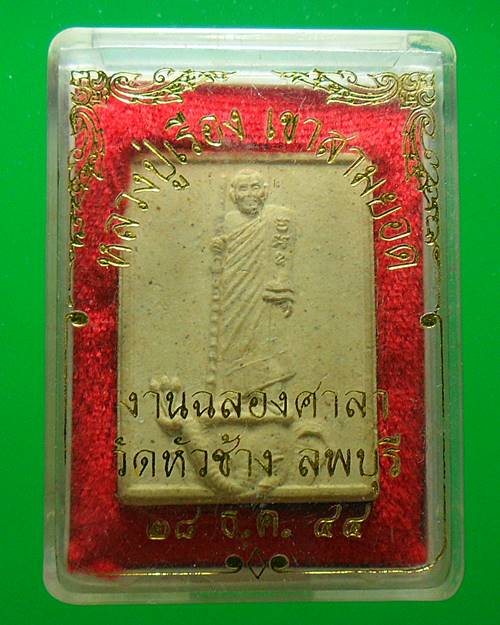 หลวงปู่เรือง เขาสามยอด
งานฉลองศาลา
วัดหัวช้าง ลพบุรี
๒๘ ธ.ค. ๔๔